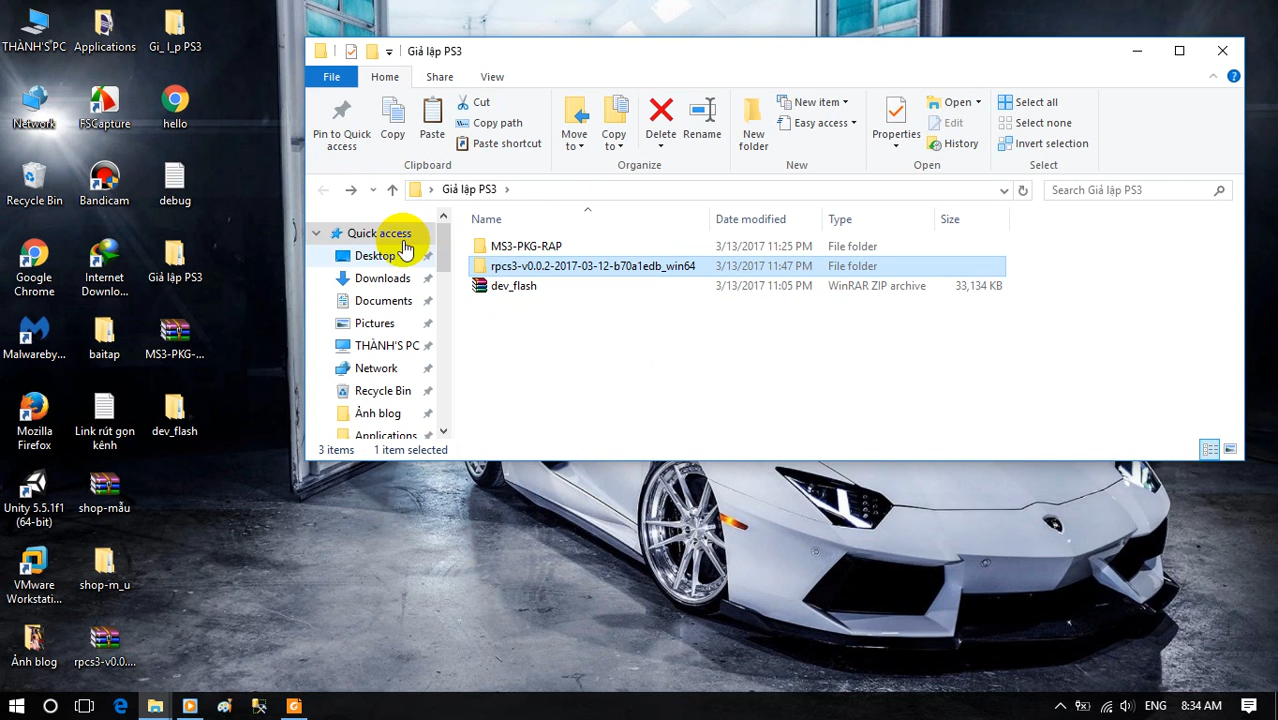 THÀNH'S PC
Applications
Gi_ l_p PS3
Network
FSCapture
hello
Recycle Bin
Bandicam
debug
Google
Chrome
Internet
Downlo...
Giả lập PS3
Malwareby...
baitap
MS3-PKG-...
Mozilla
Firefox
Link rút gọn
kênh
dev_flash
Unity 5.5.1f1
(64-bit)
shop-mẫu
VMware
Workstati...
shop-m_u
Ảnh blog
rpcs3-v0.0....
Giả lập PS3
File
Home
Share
View
Pin to Quick
access
Copy
Paste
Cut
Copy path
Paste shortcut
Clipboard
Move
to
Copy
to
Delete
Rename
Organize
New
folder
New item
Easy access
New
Properties
Open
Edit
History
Open
Select all
Select none
Invert selection
Select
Giả lập PS3
Search Giả lập PS3
Quick access
Desktop
Downloads
Documents
Pictures
THÀNH'S PC
Network
Recycle Bin
Ảnh blog
Applications
Name
Date modified
Type
Size
MS3-PKG-RAP
3/13/2017 11:25 PM
File folder
rpcs3-v0.0.2-2017-03-12-b70a1edb_win64
3/13/2017 11:47 PM
File folder
dev_flash
3/13/2017 11:05 PM
WinRAR ZIP archive
33,134 KB
3 items
1 item selected
ENG
8:34 AM